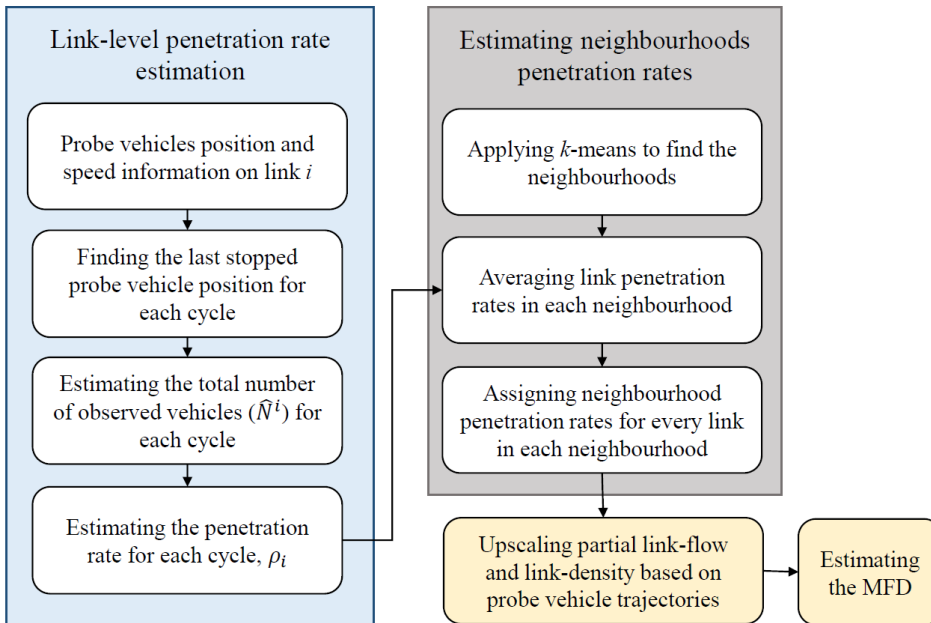 Link-level penetration rate
estimation
Probe vehicles position and
speed information on link i
Finding the last stopped
probe vehicle position for
each cycle
Estimating the total number
of observed vehicles (N̂ⁱ) for
each cycle
Estimating the penetration
rate for each cycle, ρᵢ
Estimating neighbourhoods
penetration rates
Applying k-means to find the
neighbourhoods
Averaging link penetration
rates in each neighbourhood
Assigning neighbourhood
penetration rates for every link
in each neighbourhood
Upscaling partial link-flow
and link-density based on
probe vehicle trajectories
Estimating
the MFD